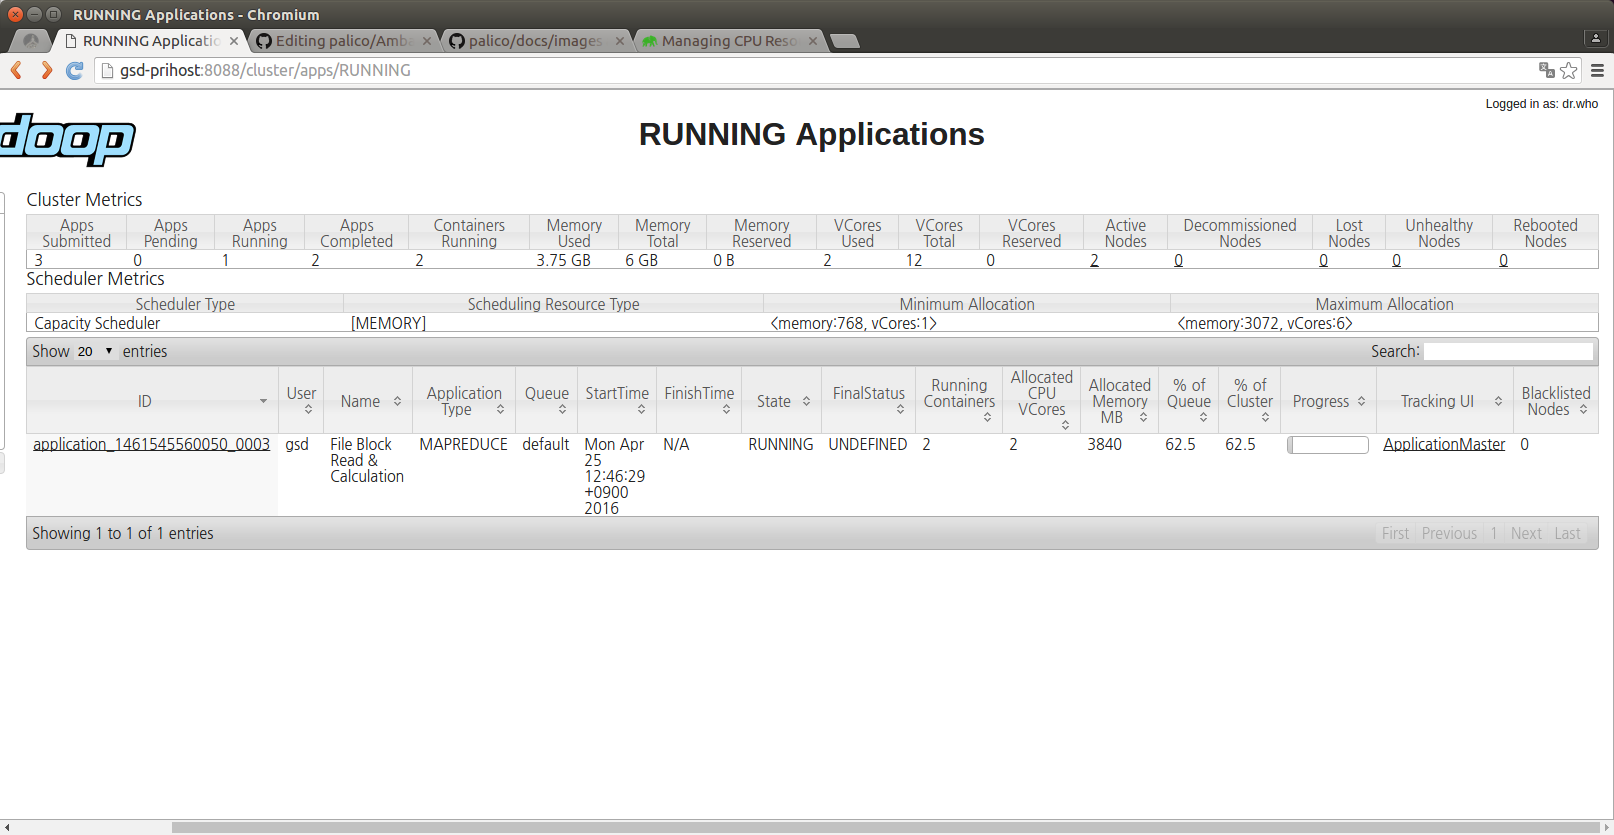 RUNNING Applications - Chromium
RUNNING Applicatio
Editing palico/Amba
palico/docs/images
Managing CPU Reso
gsd-prihost:8088/cluster/apps/RUNNING
Logged in as: dr.who
doop
RUNNING Applications
Cluster Metrics
Apps Submitted Apps Pending Apps Running Apps Completed Containers Running Memory Used Memory Total Memory Reserved VCores Used VCores Total VCores Reserved Active Nodes Decommissioned Nodes Lost Nodes Unhealthy Nodes Rebooted Nodes
3 0 1 2 2 3.75 GB 6 GB 0 B 2 12 0 2 0 0 0 0
Scheduler Metrics
Scheduler Type Scheduling Resource Type Minimum Allocation Maximum Allocation
Capacity Scheduler [MEMORY] <memory:768, vCores:1> <memory:3072, vCores:6>
Show 20 entries Search:
ID User Name Application Type Queue StartTime FinishTime State FinalStatus Running Containers Allocated CPU VCores Allocated Memory MB % of Queue % of Cluster Progress Tracking UI Blacklisted Nodes
application_1461545560050_0003 gsd File Block Read & Calculation MAPREDUCE default Mon Apr 25 12:46:29 +0900 2016 N/A RUNNING UNDEFINED 2 2 3840 62.5 62.5 ApplicationMaster 0
Showing 1 to 1 of 1 entries First Previous 1 Next Last